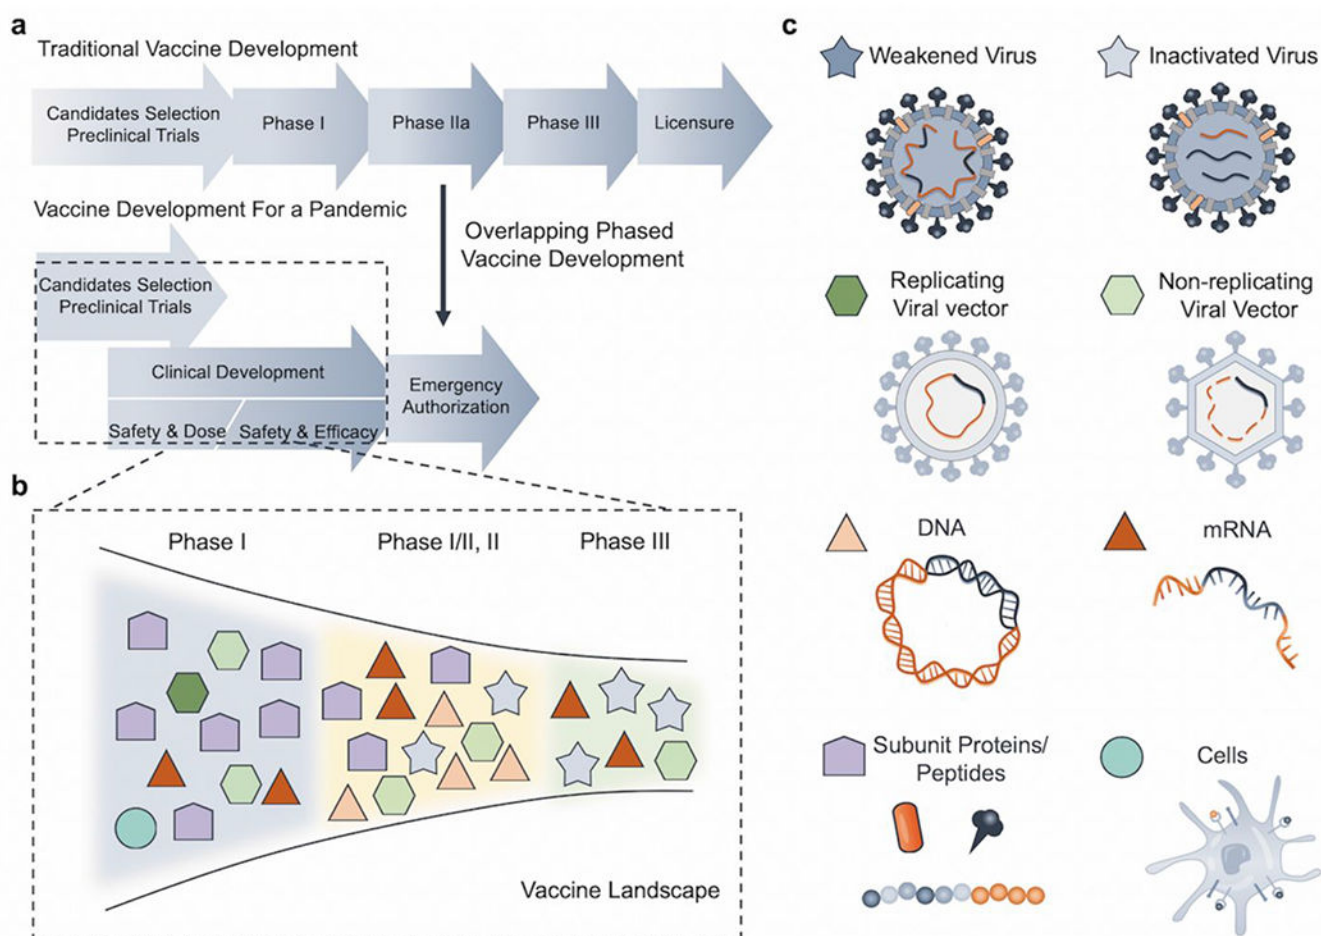 a
Traditional Vaccine Development
Candidates Selection
Preclinical Trials
Phase I
Phase IIa
Phase III
Licensure
Vaccine Development For a Pandemic
Overlapping Phased
Vaccine Development
Candidates Selection
Preclinical Trials
Clinical Development
Safety & Dose
Safety & Efficacy
Emergency
Authorization
b
Phase I
Phase I/II, II
Phase III
Vaccine Landscape
c
Weakened Virus
Inactivated Virus
Replicating
Viral vector
Non-replicating
Viral Vector
DNA
mRNA
Subunit Proteins/
Peptides
Cells